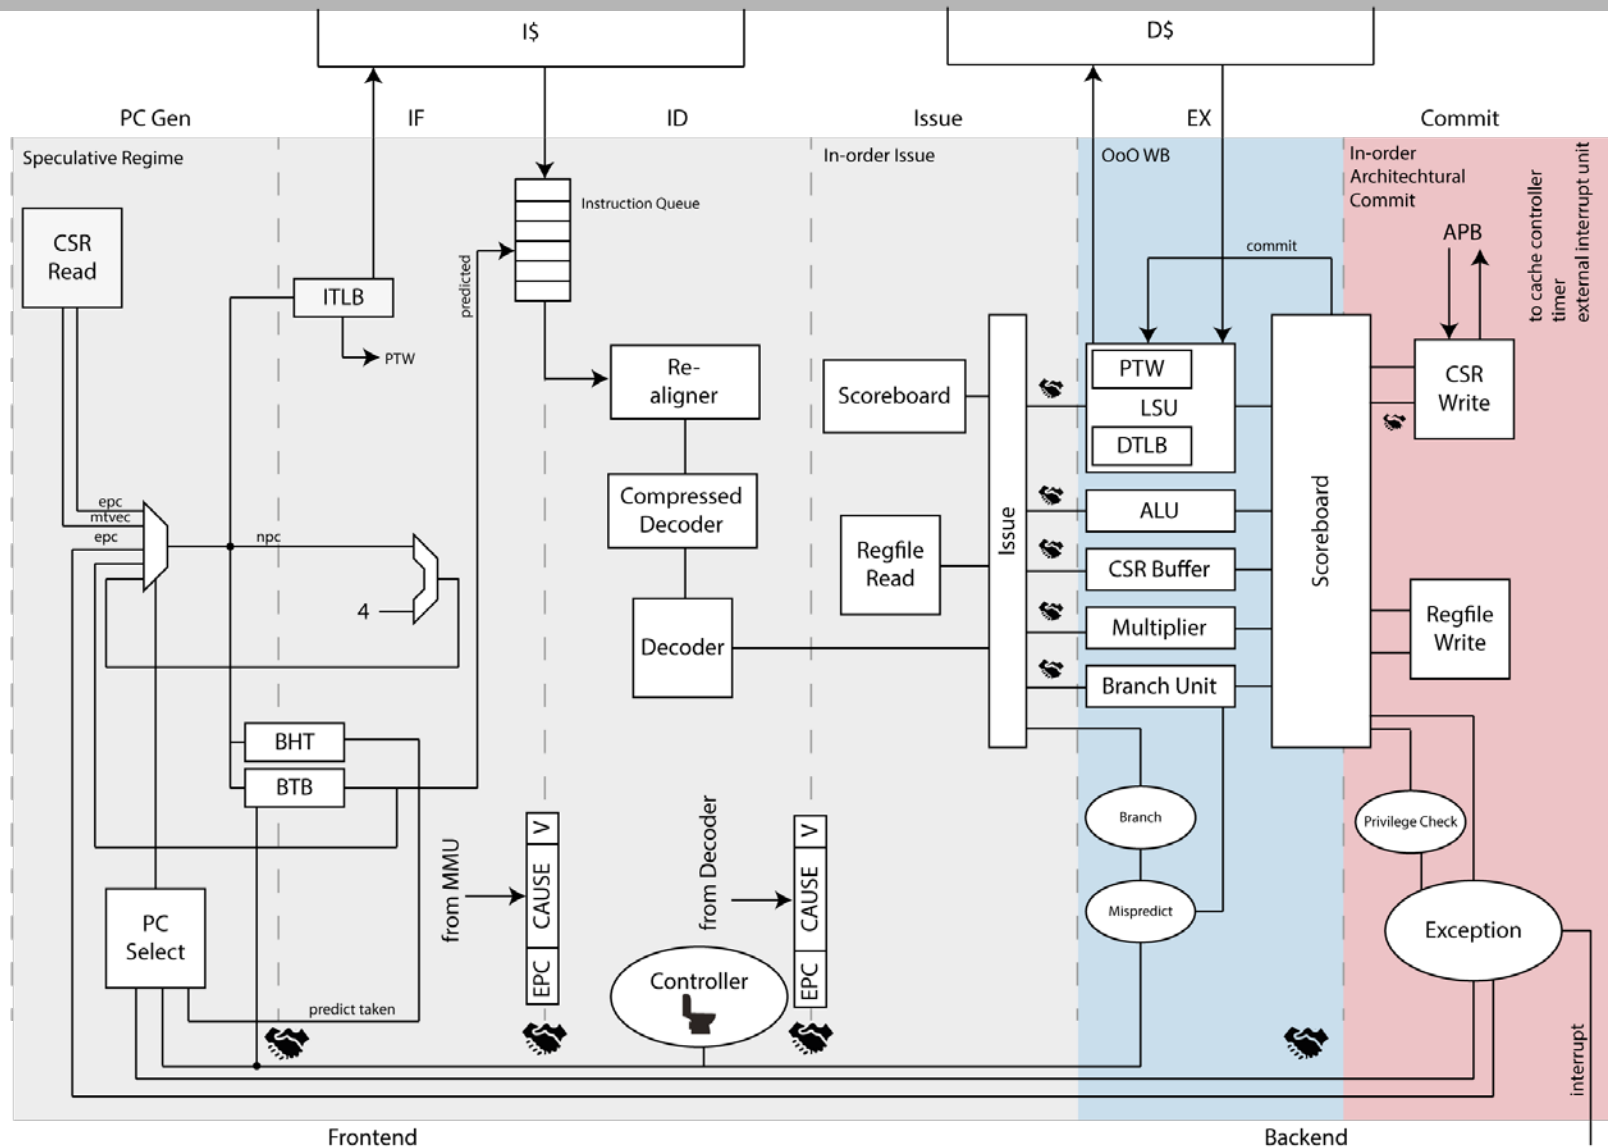 I$
D$
PC Gen
IF
ID
Issue
EX
Commit
Speculative Regime
In-order Issue
OoO WB
In-order
Architechtural
Commit
to cache controller
timer
external interrupt unit
CSR
Read
Instruction Queue
predicted
ITLB
PTW
commit
APB
Re-
aligner
Scoreboard
PTW
LSU
DTLB
CSR
Write
epc
mtvec
epc
npc
4
Compressed
Decoder
Regfile
Read
Issue
ALU
CSR Buffer
Multiplier
Branch Unit
Scoreboard
Decoder
Regfile
Write
BHT
BTB
from MMU
V
CAUSE
EPC
from Decoder
V
CAUSE
EPC
Branch
Mispredict
Privilege Check
Exception
PC
Select
predict taken
Controller
interrupt
Frontend
Backend